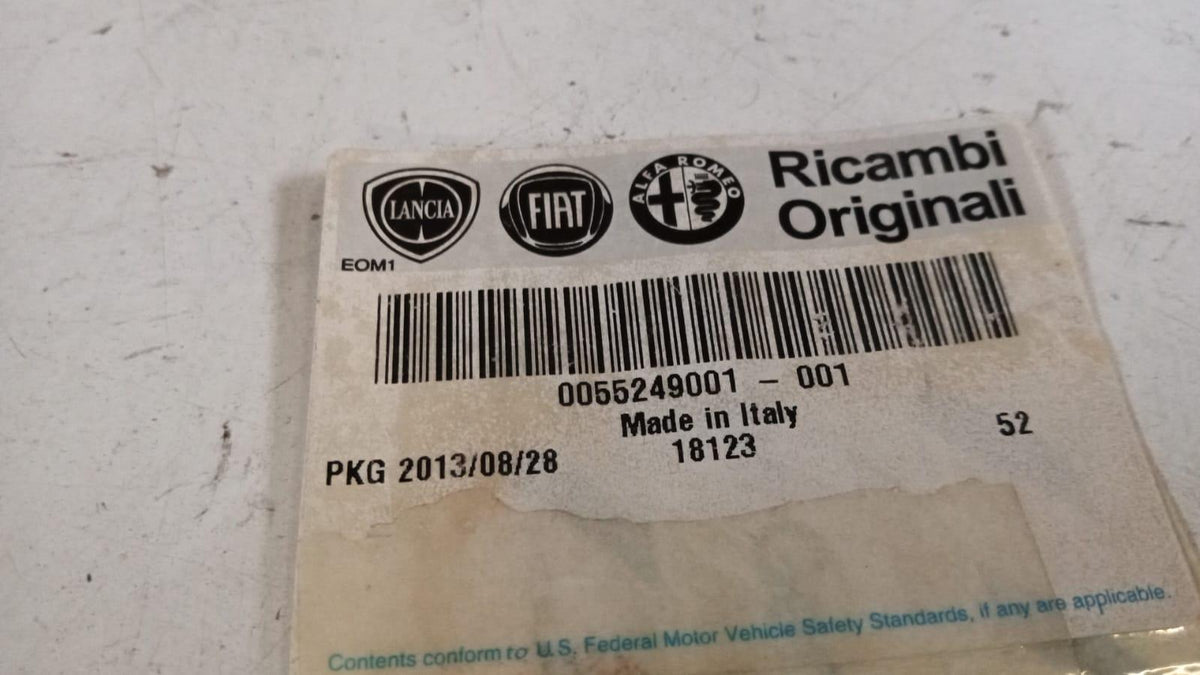 LANCIA
FIAT
ALFA ROMEO
Ricambi
Originali
EOM1
0055249001 - 001
Made in Italy
18123
52
PKG 2013/08/28
Contents conform to U.S. Federal Motor Vehicle Safety Standards, if any are applicable.